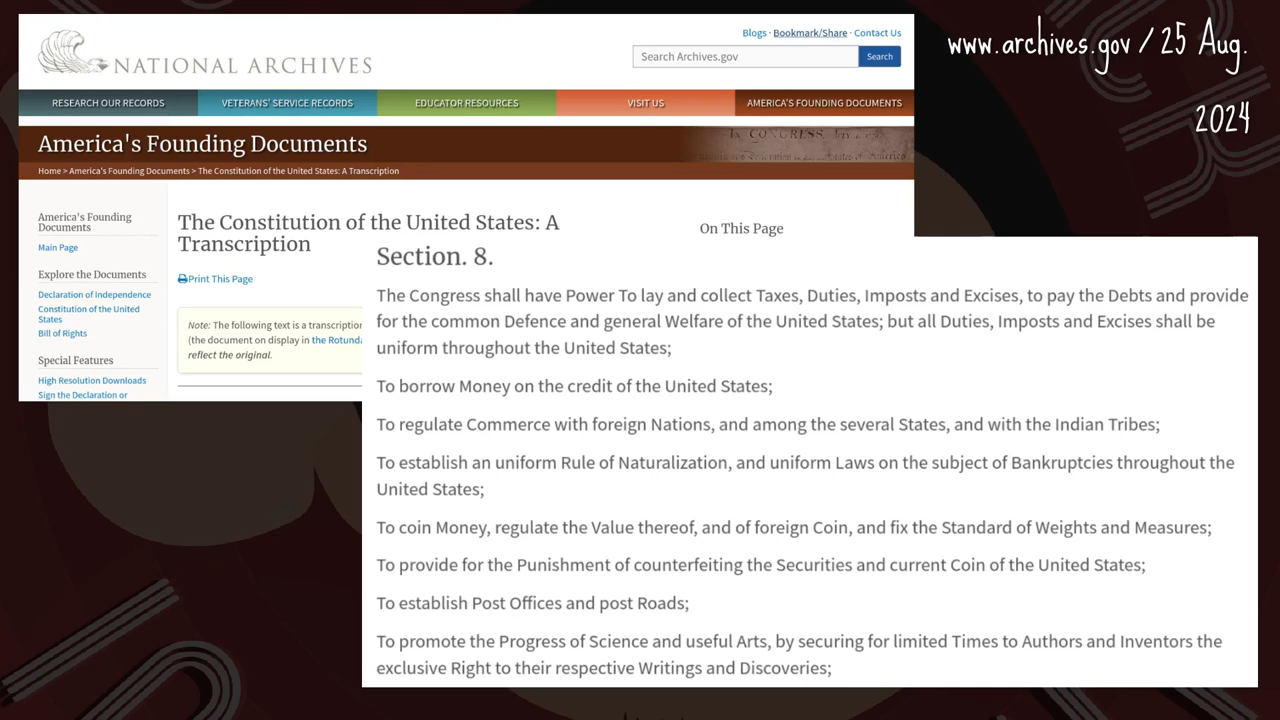 www.archives.gov / 25 Aug.
2024
NATIONAL ARCHIVES
Blogs · Bookmark/Share · Contact Us
Search Archives.gov
Search
RESEARCH OUR RECORDS
VETERANS' SERVICE RECORDS
EDUCATOR RESOURCES
VISIT US
AMERICA'S FOUNDING DOCUMENTS
America's Founding Documents
Home > America's Founding Documents > The Constitution of the United States: A Transcription
America's Founding
Documents
Main Page
Explore the Documents
Declaration of Independence
Constitution of the United
States
Bill of Rights
Special Features
High Resolution Downloads
Sign the Declaration or
The Constitution of the United States: A
Transcription
Print This Page
Note: The following text is a transcription
(the document on display in the Rotunda
reflect the original.
On This Page
Section. 8.
The Congress shall have Power To lay and collect Taxes, Duties, Imposts and Excises, to pay the Debts and provide
for the common Defence and general Welfare of the United States; but all Duties, Imposts and Excises shall be
uniform throughout the United States;
To borrow Money on the credit of the United States;
To regulate Commerce with foreign Nations, and among the several States, and with the Indian Tribes;
To establish an uniform Rule of Naturalization, and uniform Laws on the subject of Bankruptcies throughout the
United States;
To coin Money, regulate the Value thereof, and of foreign Coin, and fix the Standard of Weights and Measures;
To provide for the Punishment of counterfeiting the Securities and current Coin of the United States;
To establish Post Offices and post Roads;
To promote the Progress of Science and useful Arts, by securing for limited Times to Authors and Inventors the
exclusive Right to their respective Writings and Discoveries;